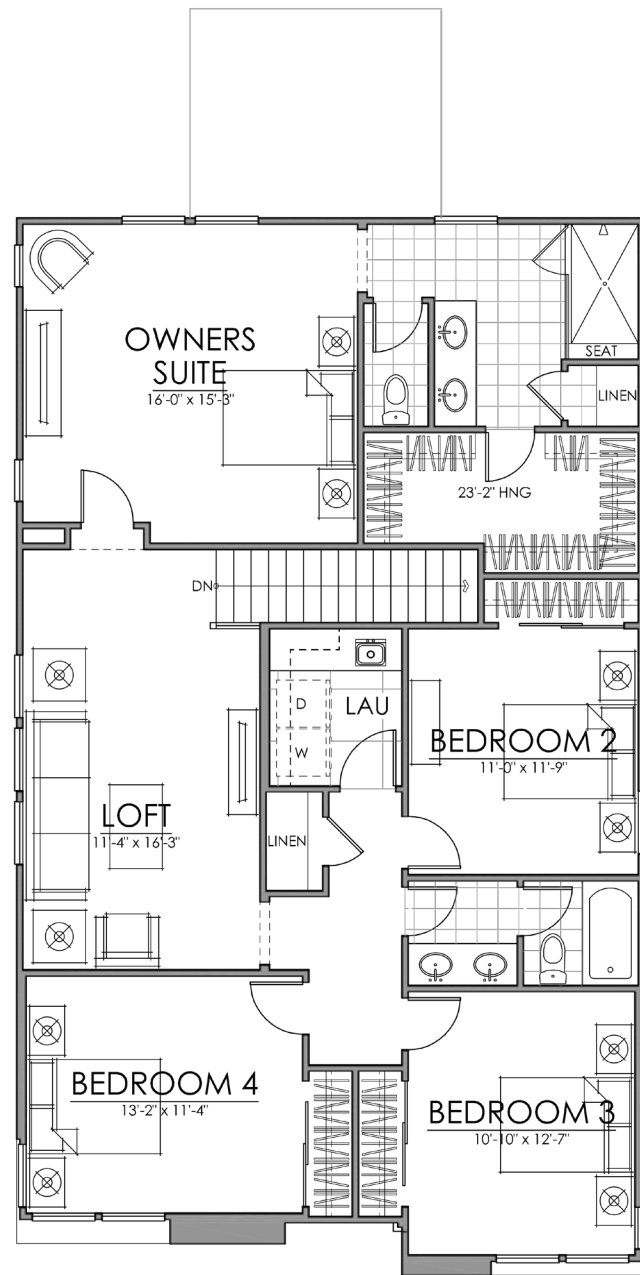 OWNERS
SUITE
16'-0" x 15'-3"
SEAT
LINEN
23'-2" HNG
DN
D
W
LAU
BEDROOM 2
11'-0" x 11'-9"
LOFT
11'-4" x 16'-3"
LINEN
BEDROOM 4
13'-2" x 11'-4"
BEDROOM 3
10'-10" x 12'-7"